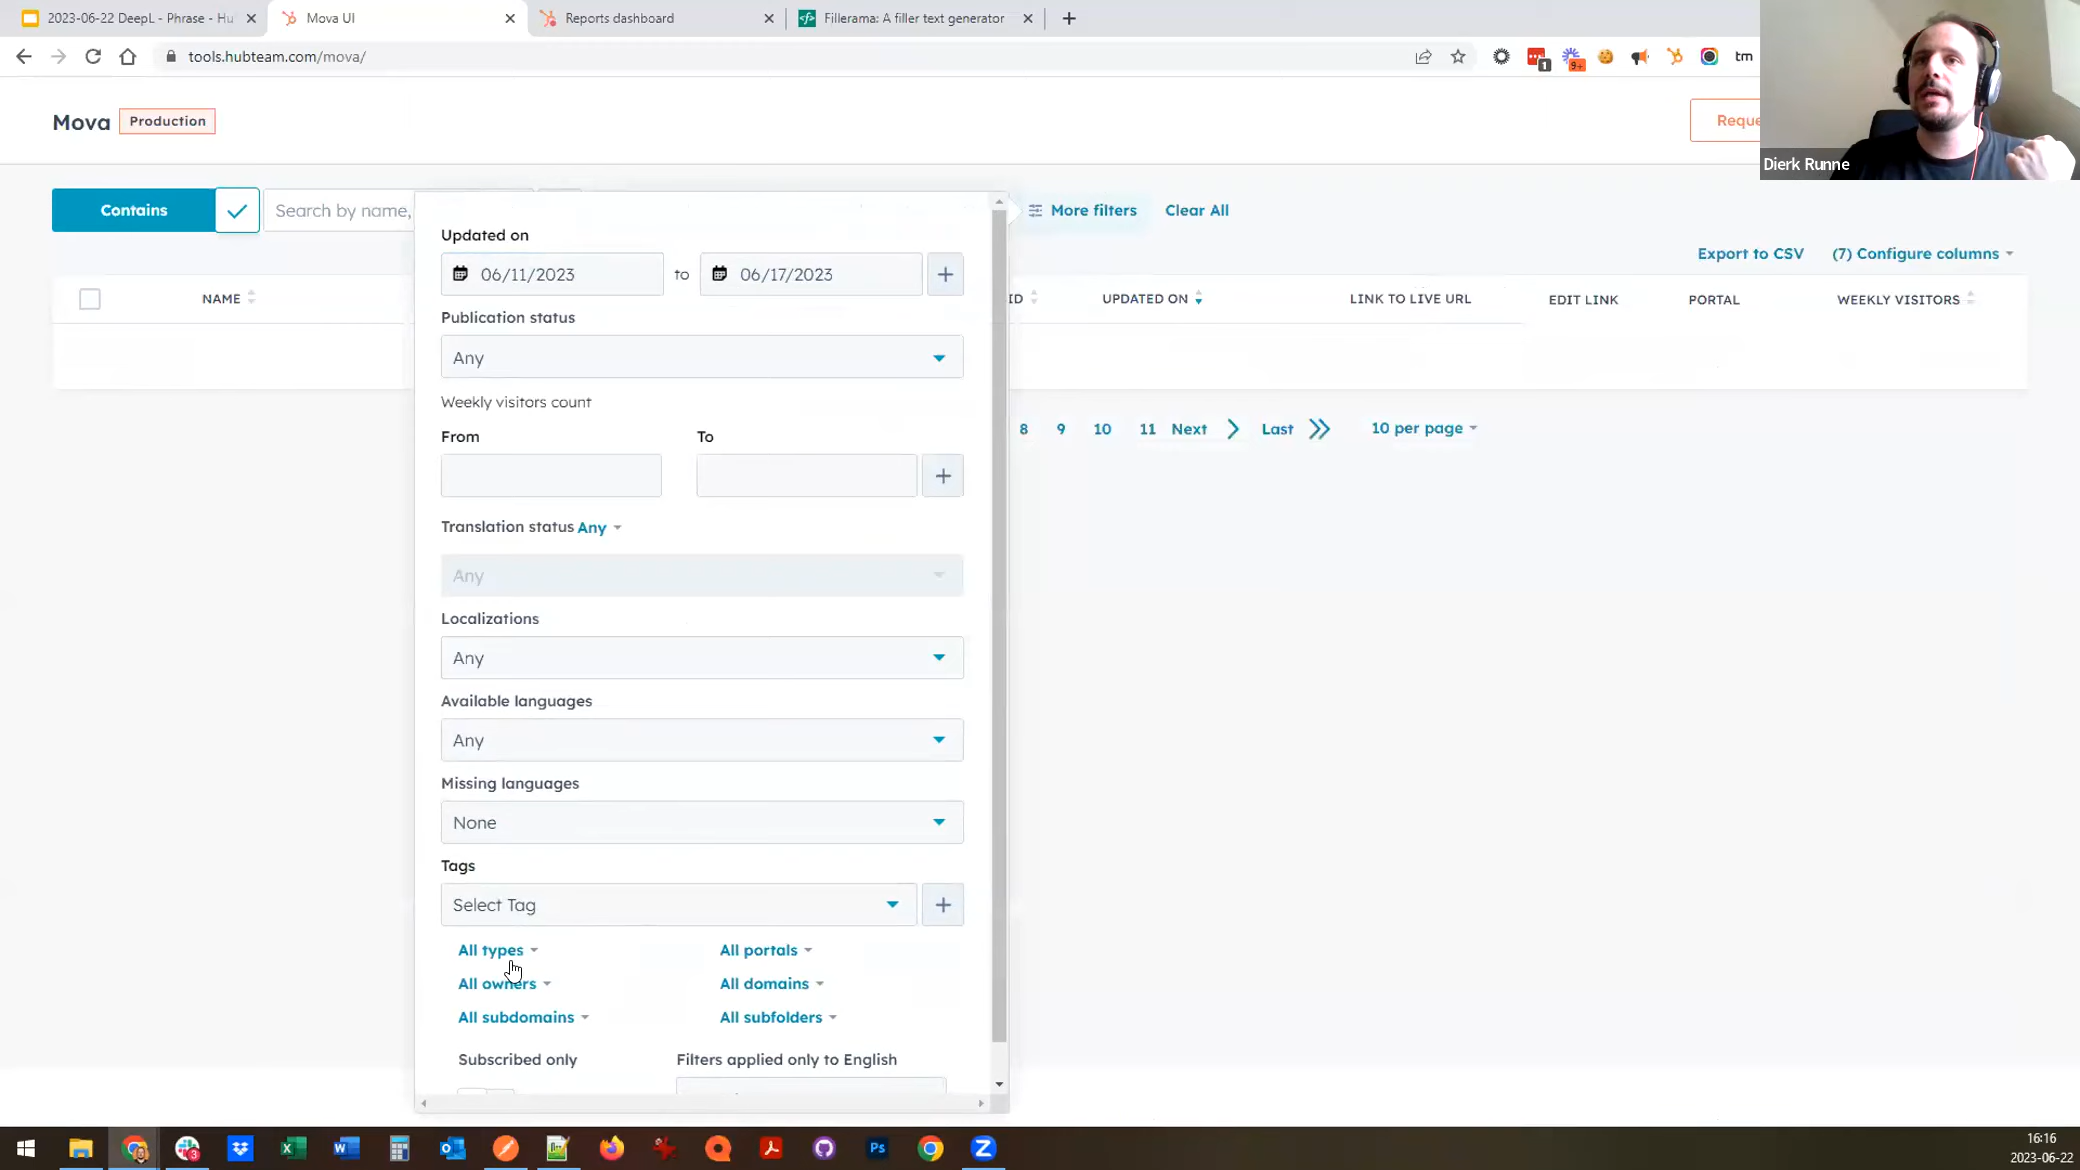 2023-06-22 DeepL - Phrase - Hu
Mova UI
Reports dashboard
Fillerama: A filler text generator
tools.hubteam.com/mova/
1
9+
tm
Mova
Production
Reque
Dierk Runne
Contains
Search by name,
More filters
Clear All
Export to CSV
(7) Configure columns
NAME
ID
UPDATED ON
LINK TO LIVE URL
EDIT LINK
PORTAL
WEEKLY VISITORS
8
9
10
11
Next
Last
10 per page
Updated on
06/11/2023
to
06/17/2023
Publication status
Any
Weekly visitors count
From
To
Translation status Any
Any
Localizations
Any
Available languages
Any
Missing languages
None
Tags
Select Tag
All types
All portals
All owners
All domains
All subdomains
All subfolders
Subscribed only
Filters applied only to English
3
Ps
16:16
2023-06-22